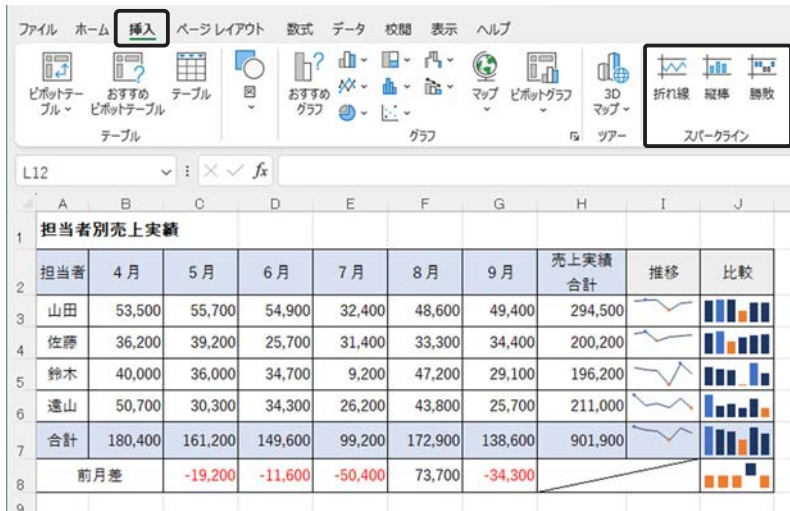 ファイル ホーム 挿入 ページ レイアウト 数式 データ 校閲 表示 ヘルプ
ピボットテーブル
おすすめ
ピボットテーブル
テーブル
おすすめ
グラフ
マップ
ピボットグラフ
3D
マップ
折れ線 縦棒 勝敗
テーブル グラフ ツアー スパークライン
L12 fx
A B C D E F G H I J
1 担当者別売上実績
2 担当者 4月 5月 6月 7月 8月 9月 売上実績 合計 推移 比較
3 山田 53,500 55,700 54,900 32,400 48,600 49,400 294,500
4 佐藤 36,200 39,200 25,700 31,400 33,300 34,400 200,200
5 鈴木 40,000 36,000 34,700 9,200 47,200 29,100 196,200
6 遠山 50,700 30,300 34,300 26,200 43,800 25,700 211,000
7 合計 180,400 161,200 149,600 99,200 172,900 138,600 901,900
8 前月差 -19,200 -11,600 -50,400 73,700 -34,300
9